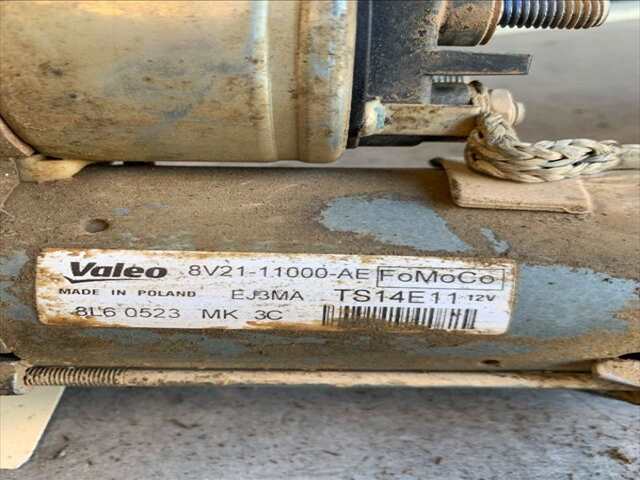 Valeo 8V21-11000-AE FoMoCo
MADE IN POLAND EJ3MA TS14E11 12V
8L6 0523 MK 3C